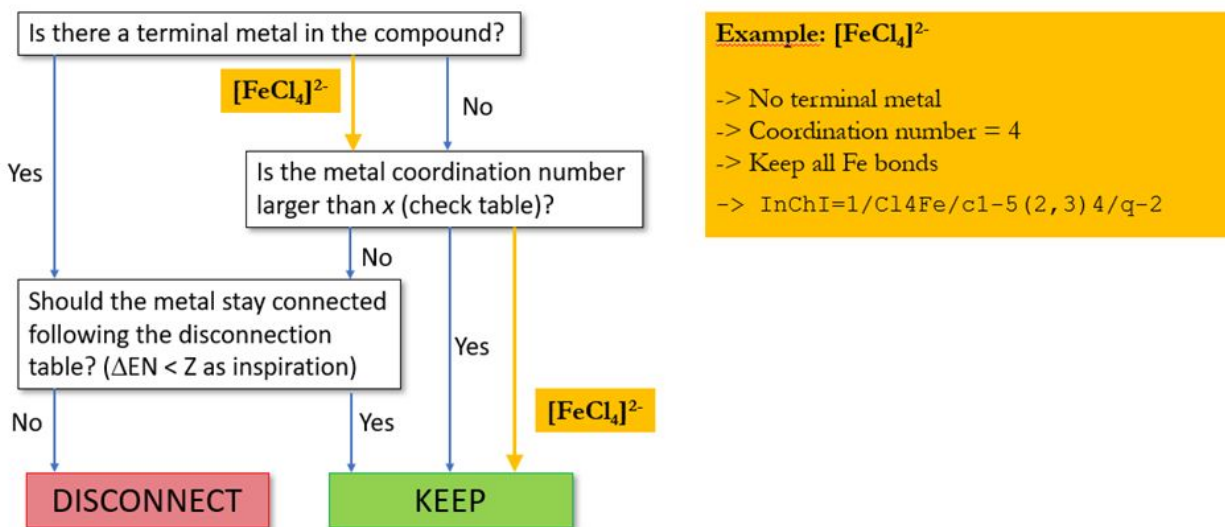 Is there a terminal metal in the compound?
[FeCl₄]²⁻
No
Yes
Is the metal coordination number
larger than x (check table)?
No
Should the metal stay connected
following the disconnection
table? (ΔEN < Z as inspiration)
Yes
[FeCl₄]²⁻
No
Yes
DISCONNECT
KEEP
Example: [FeCl₄]²⁻
-> No terminal metal
-> Coordination number = 4
-> Keep all Fe bonds
-> InChI=1/Cl4Fe/c1-5(2,3)4/q-2